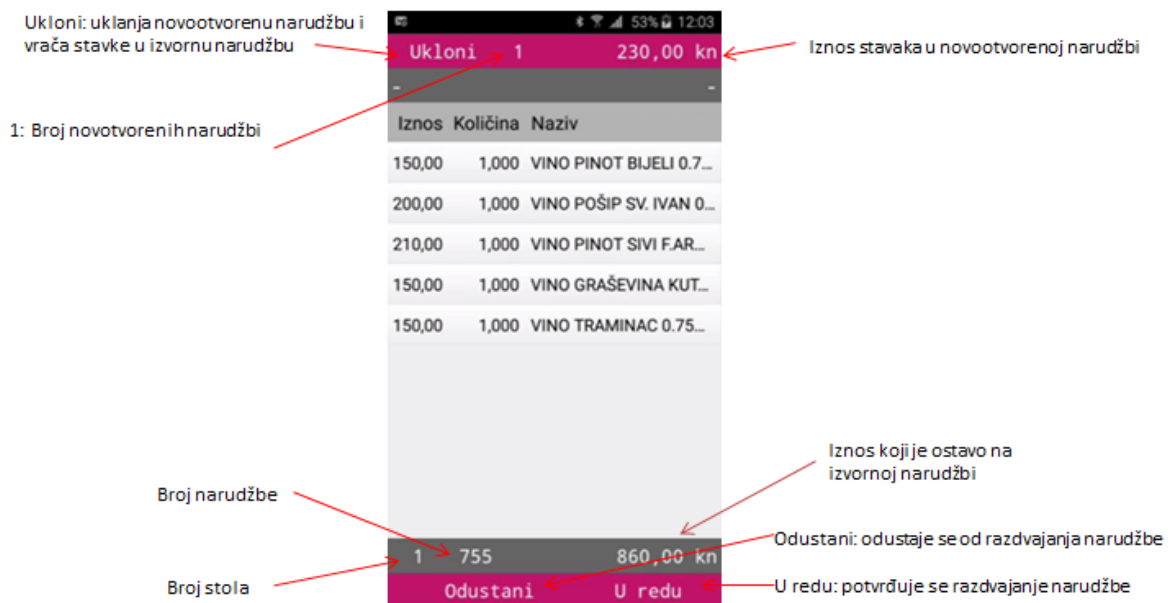 Ukloni: uklanja novootvorenu narudžbu i
vrača stavke u izvornu narudžbu
53% 12:03
Ukloni 1 230,00 kn
Iznos stavaka u novootvorenoj narudžbi
- -
1: Broj novotvorenih narudžbi
Iznos Količina Naziv
150,00 1,000 VINO PINOT BIJELI 0.7...
200,00 1,000 VINO POŠIP SV. IVAN 0...
210,00 1,000 VINO PINOT SIVI F.AR...
150,00 1,000 VINO GRAŠEVINA KUT...
150,00 1,000 VINO TRAMINAC 0.75...
Iznos koji je ostavo na
izvornoj narudžbi
Broj narudžbe
1 755 860,00 kn
Odustani: odustaje se od razdvajanja narudžbe
Broj stola
Odustani U redu
U redu: potvrđuje se razdvajanje narudžbe